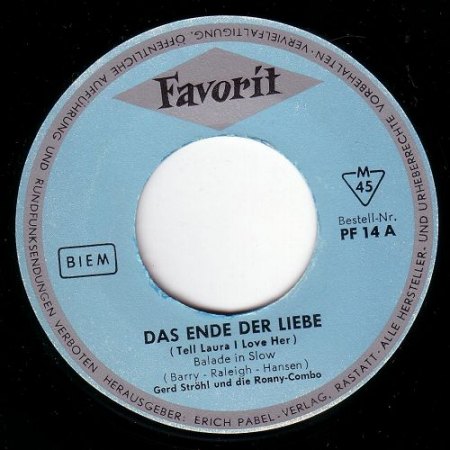 Favorit
M
45
Bestell-Nr.
PF 14 A
BIEM
DAS ENDE DER LIEBE
(Tell Laura I Love Her)
Balade in Slow
(Barry - Raleigh - Hansen)
Gerd Ströhl und die Ronny-Combo
HERAUSGEBER: ERICH PABEL-VERLAG, RASTATT - ALLE HERSTELLER- UND URHEBERRECHTE VORBEHALTEN - VERVIELFÄLTIGUNG, ÖFFENTLICHE AUFFÜHRUNG UND RUNDFUNKSENDUNGEN VERBOTEN